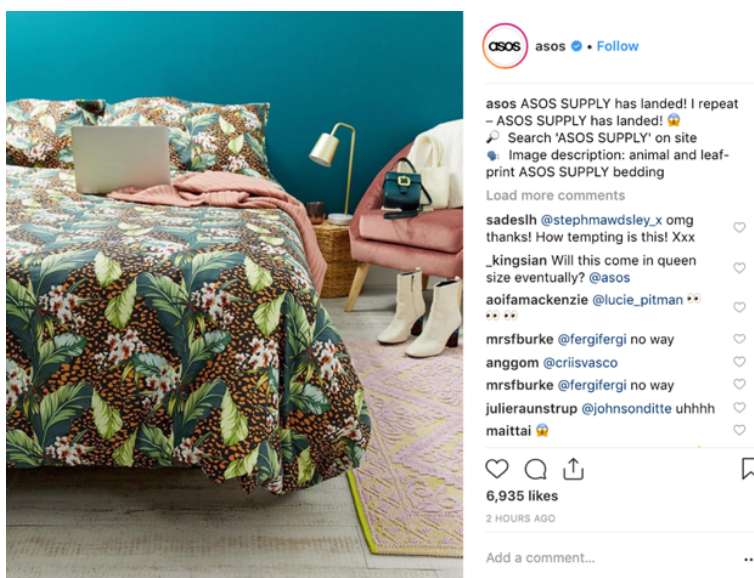 asos
asos • Follow
asos ASOS SUPPLY has landed! I repeat
– ASOS SUPPLY has landed! 😱
🔎 Search 'ASOS SUPPLY' on site
🗣 Image description: animal and leaf-
print ASOS SUPPLY bedding
Load more comments
sadeslh @stephmawdsley_x omg
thanks! How tempting is this! Xxx
_kingsian Will this come in queen
size eventually? @asos
aoifamackenzie @lucie_pitman 👀
👀 👀
mrsfburke @fergifergi no way
anggom @criisvasco
mrsfburke @fergifergi no way
julieraunstrup @johnsonditte uhhhh
maittai 😱
6,935 likes
2 HOURS AGO
Add a comment...